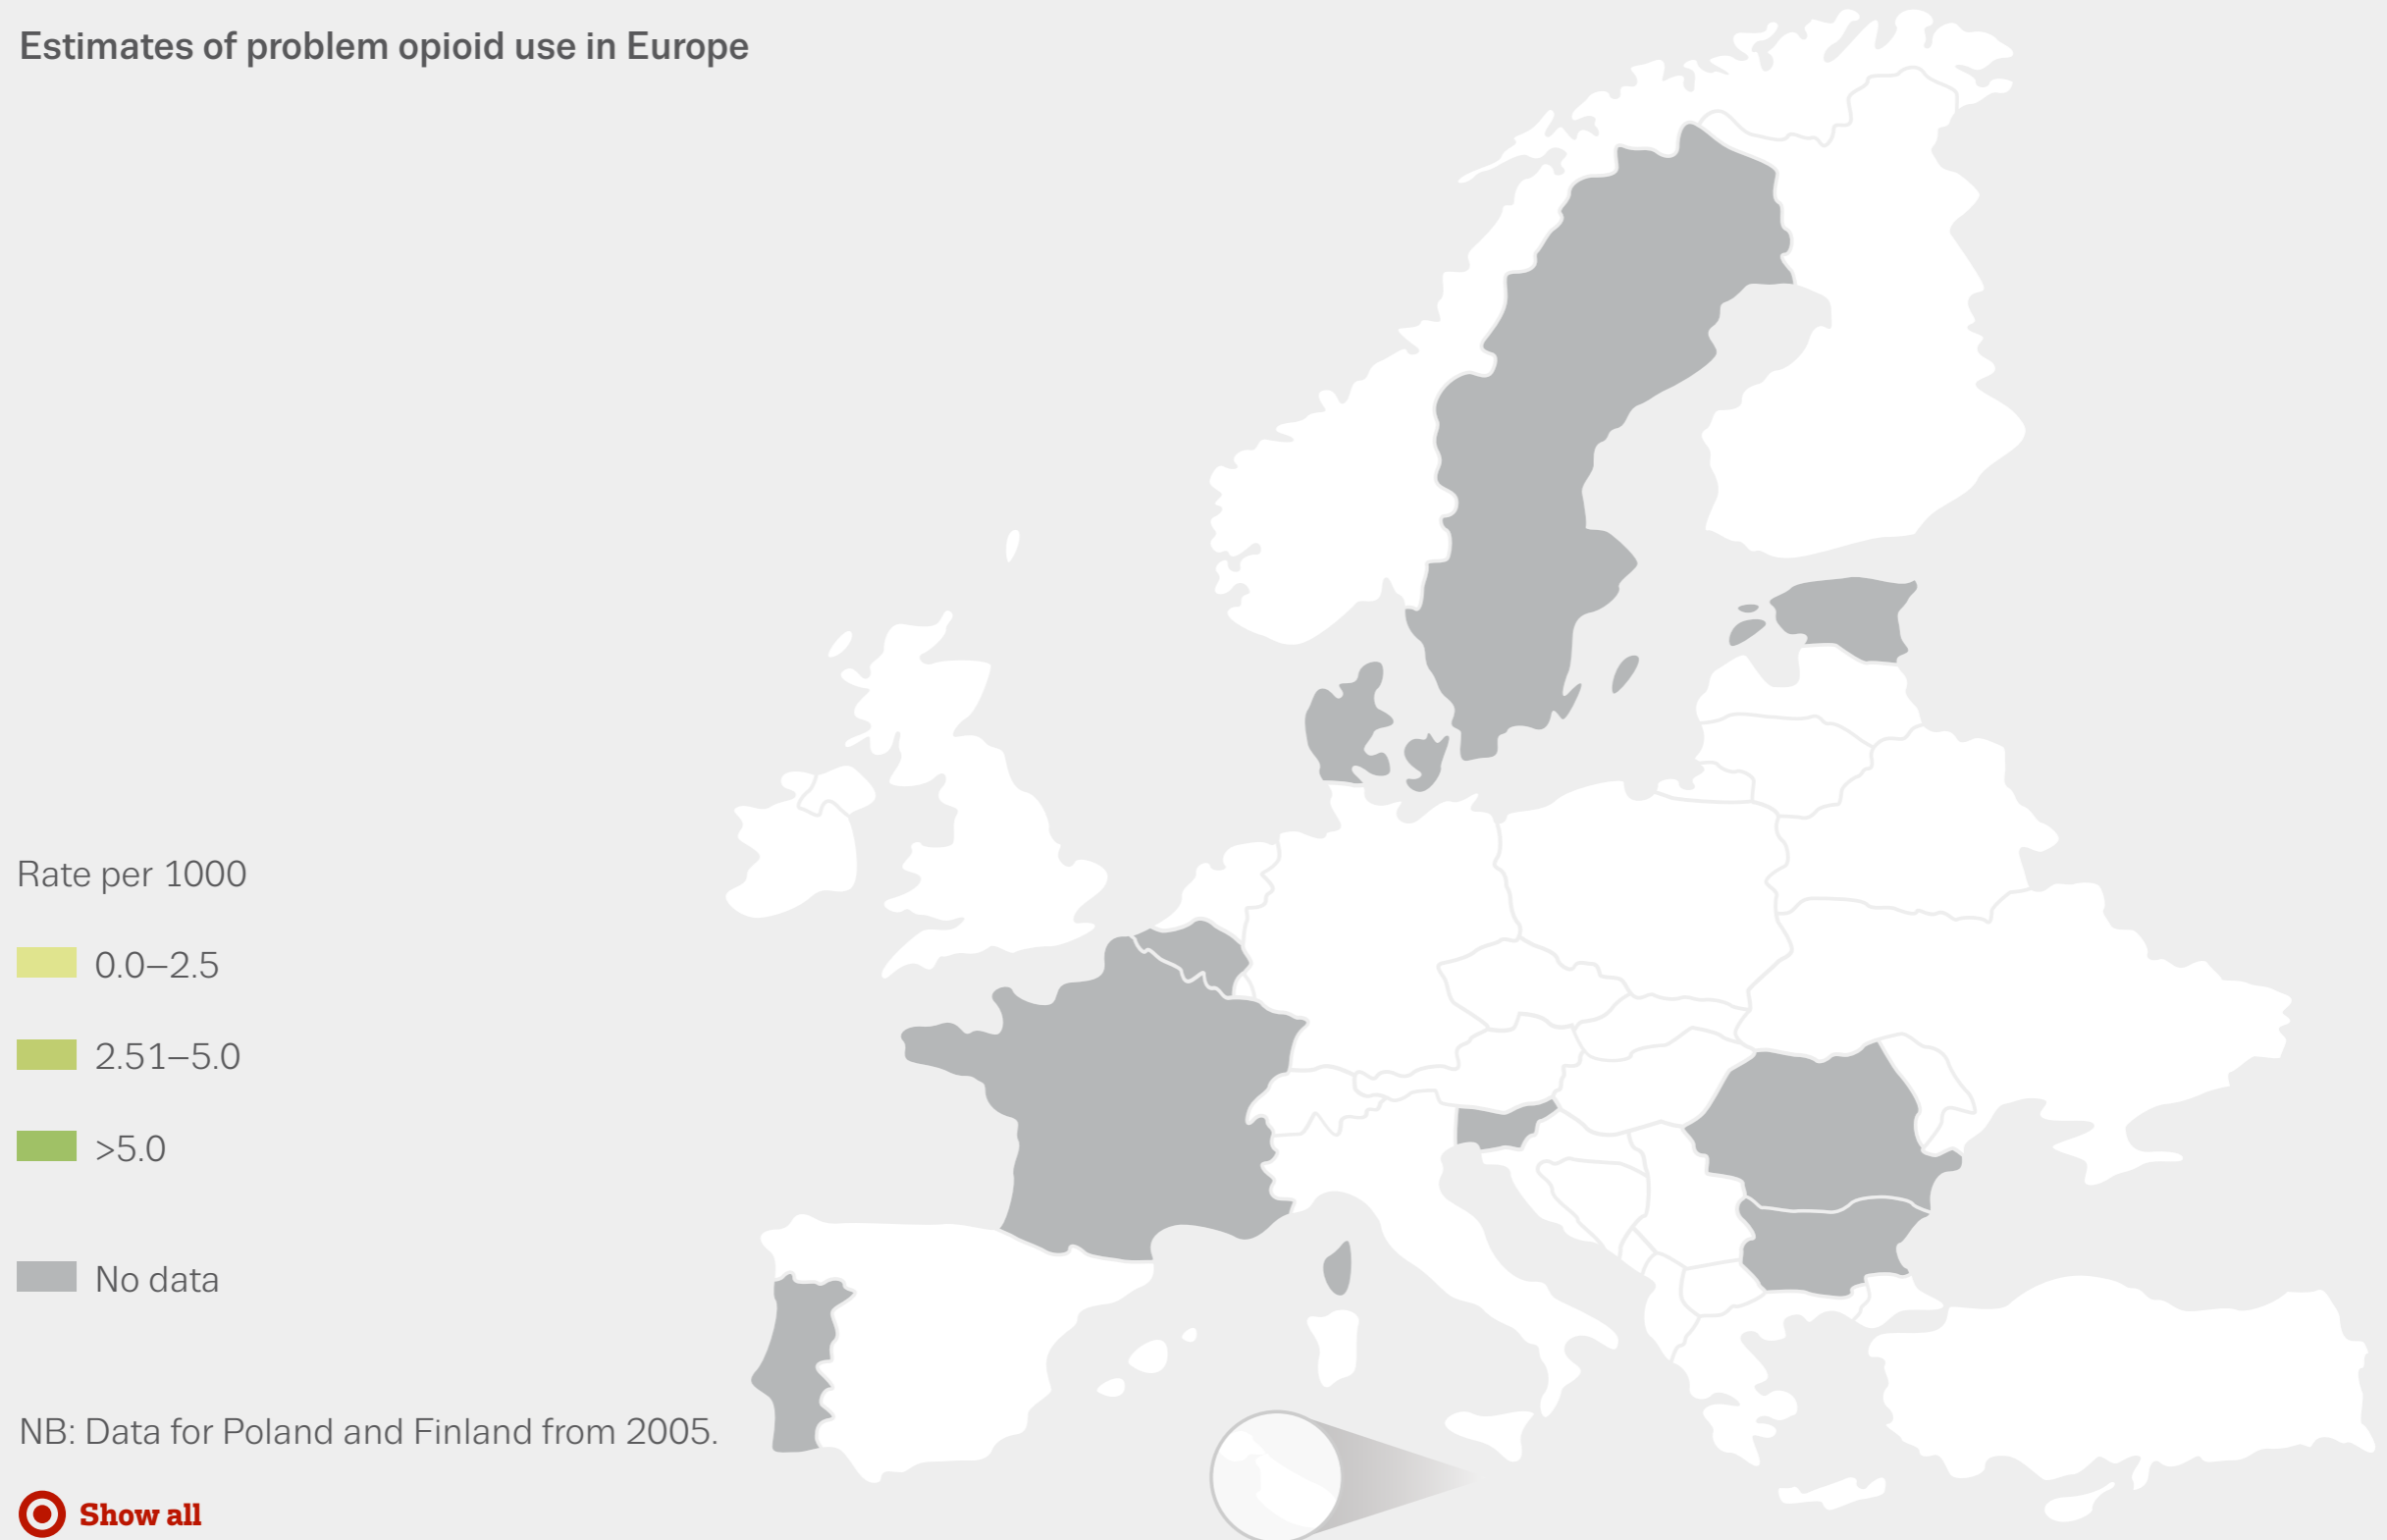 Estimates of problem opioid use in Europe
Rate per 1000
0.0–2.5
2.51–5.0
>5.0
No data
NB: Data for Poland and Finland from 2005.
Show all